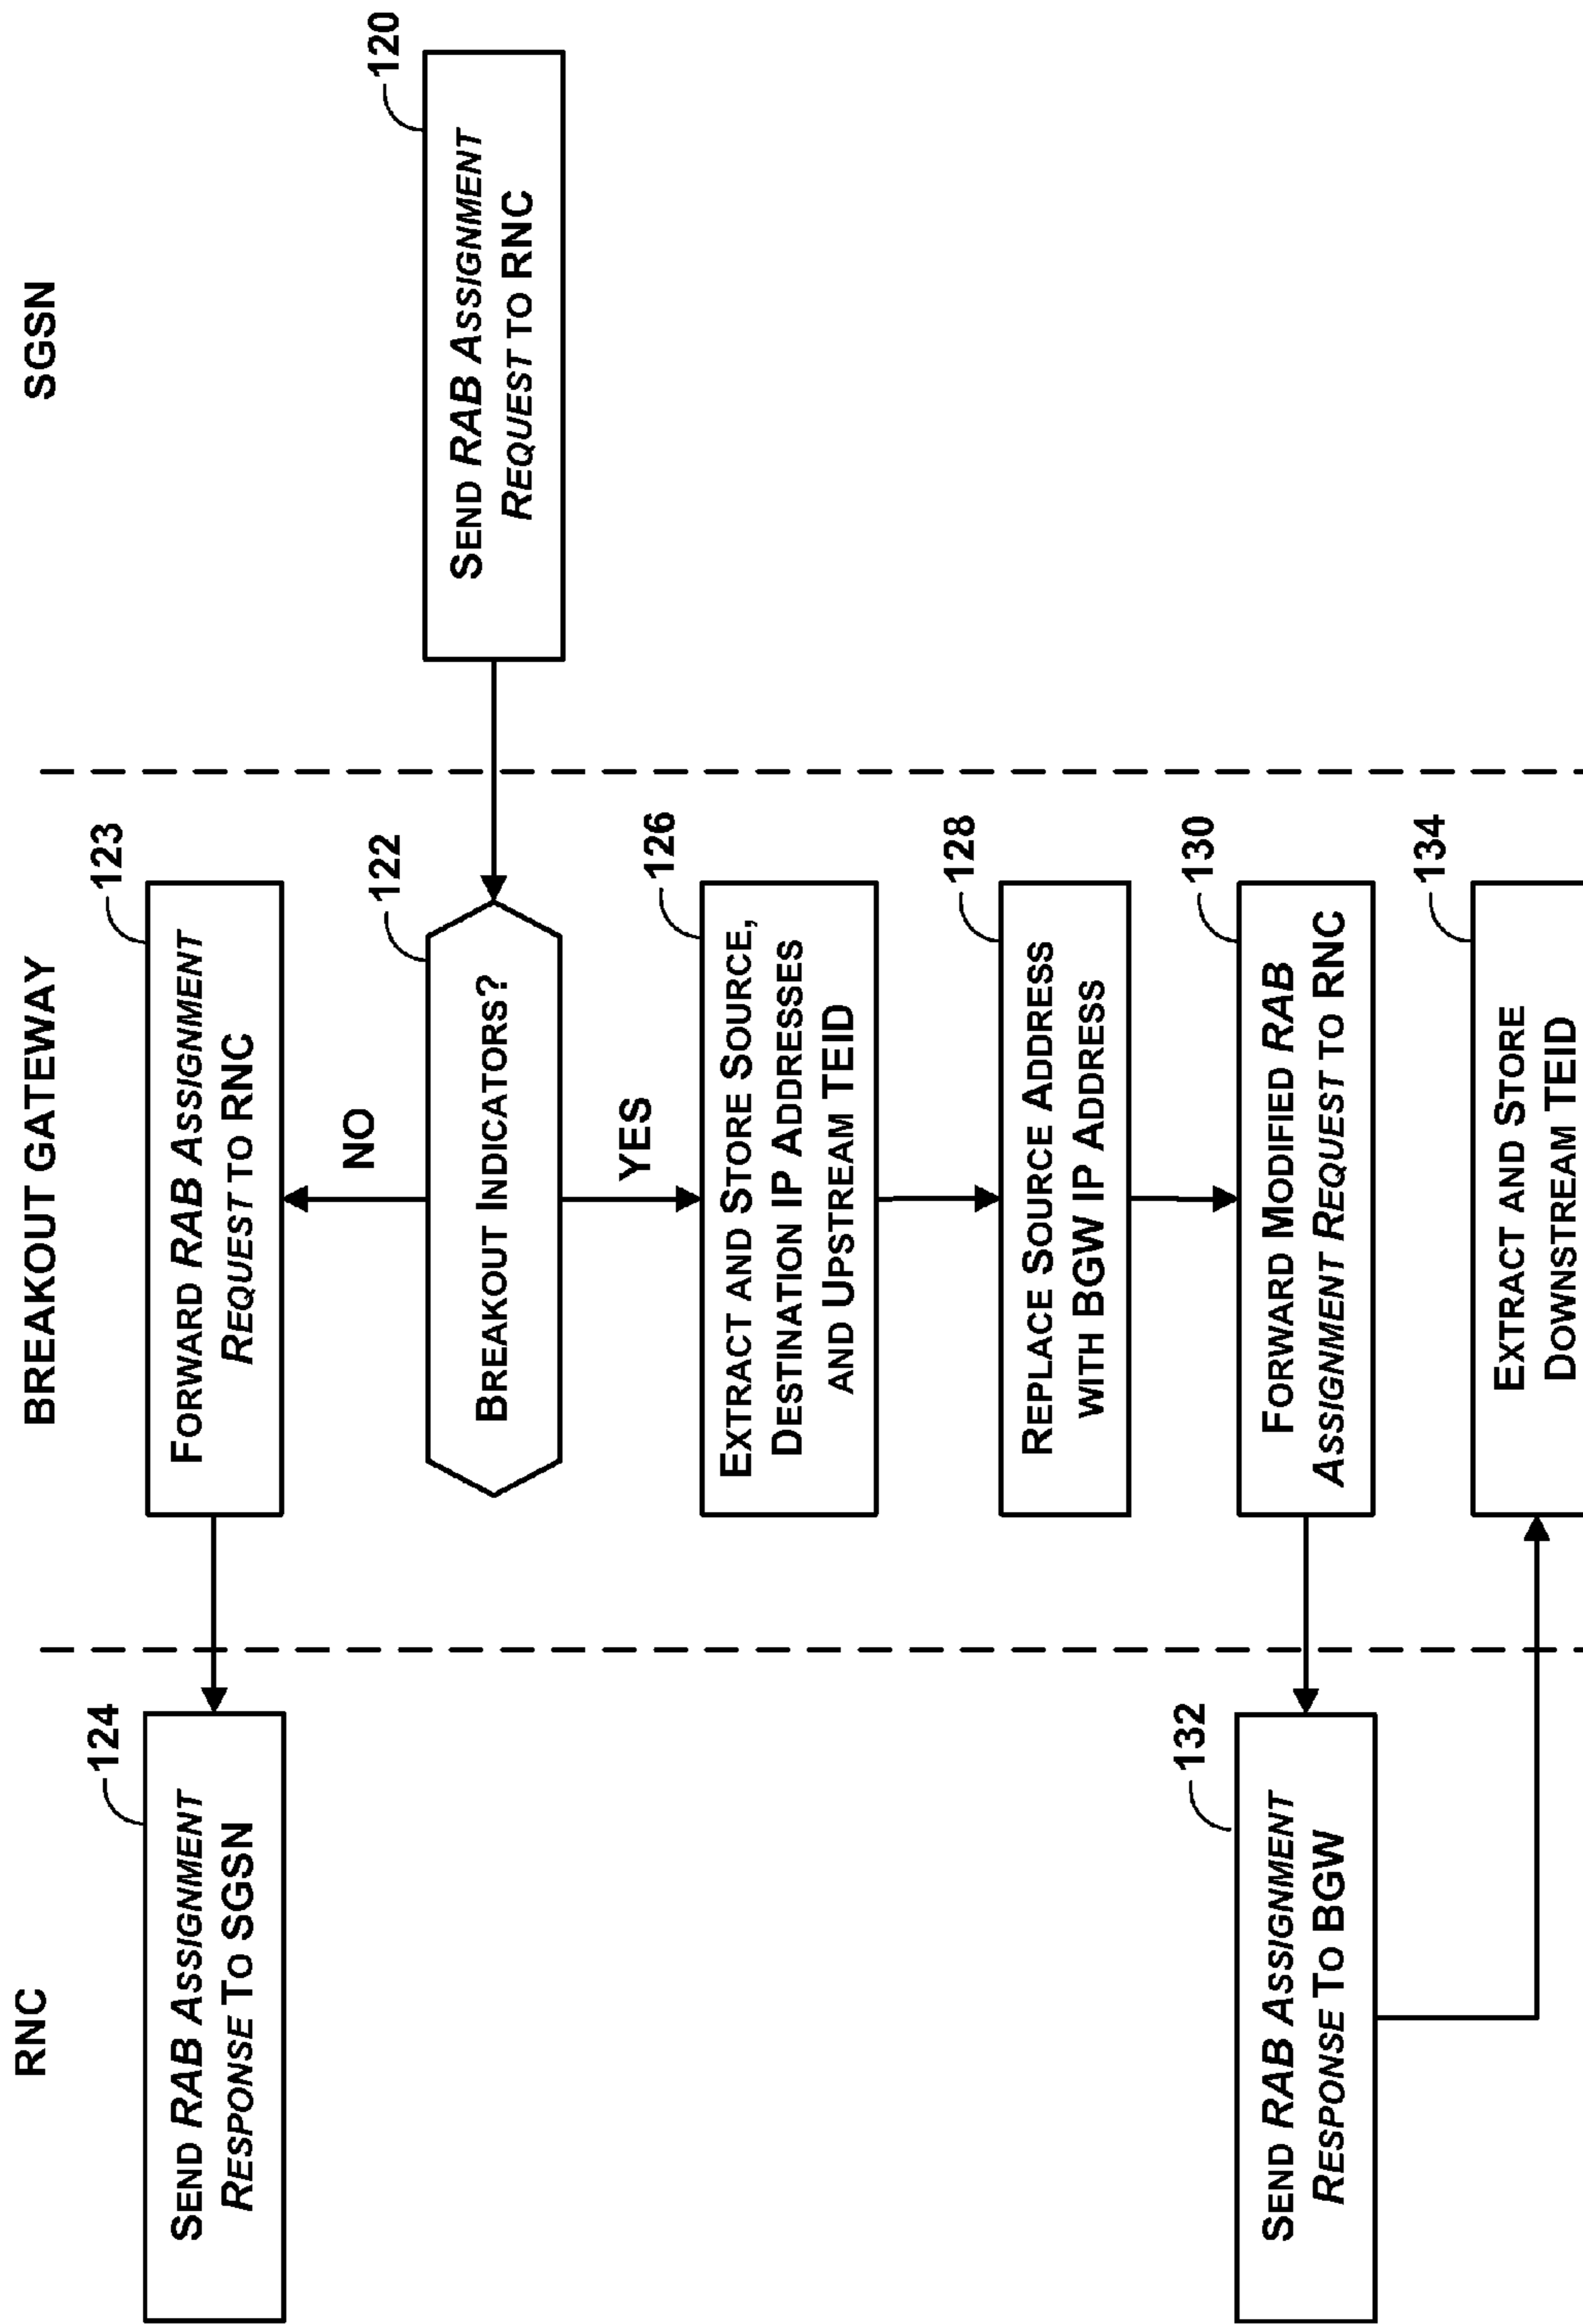 RNC
BREAKOUT GATEWAY
SGSN
120
SEND RAB ASSIGNMENT
REQUEST TO RNC
122
BREAKOUT INDICATORS?
NO
123
FORWARD RAB ASSIGNMENT
REQUEST TO RNC
124
SEND RAB ASSIGNMENT
RESPONSE TO SGSN
YES
126
EXTRACT AND STORE SOURCE,
DESTINATION IP ADDRESSES
AND UPSTREAM TEID
128
REPLACE SOURCE ADDRESS
WITH BGW IP ADDRESS
130
FORWARD MODIFIED RAB
ASSIGNMENT REQUEST TO RNC
132
SEND RAB ASSIGNMENT
RESPONSE TO BGW
134
EXTRACT AND STORE
DOWNSTREAM TEID